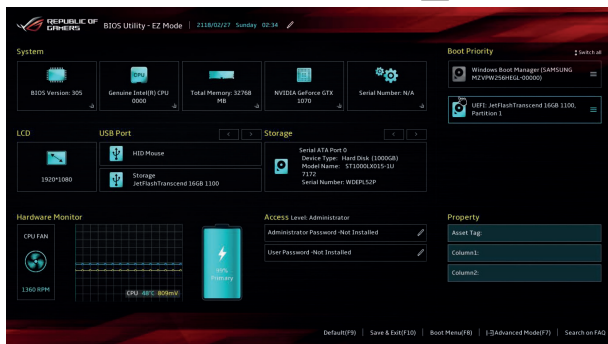 REPUBLIC OF
GAMERS
BIOS Utility - EZ Mode
2118/02/27 Sunday 02:34
System
BIOS Version: 305
CPU
Genuine Intel(R) CPU
0000
Total Memory: 32768
MB
NVIDIA GeForce GTX
1070
Serial Number: N/A
Boot Priority
Switch all
Windows Boot Manager (SAMSUNG
MZVPW256HEGL-00000)
UEFI: JetFlashTranscend 16GB 1100,
Partition 1
LCD
1920*1080
USB Port
HID Mouse
Storage
JetFlashTranscend 16GB 1100
Storage
Serial ATA Port 0
Device Type: Hard Disk (1000GB)
Model Name: ST1000LX015-1U
7172
Serial Number: WDEPLS2P
Hardware Monitor
CPU FAN
1360 RPM
CPU 48°C 809mV
99%
Primary
Access Level: Administrator
Administrator Password -Not Installed
User Password -Not Installed
Property
Asset Tag:
Column1:
Column2:
Default(F9)
Save & Exit(F10)
Boot Menu(F8)
Advanced Mode(F7)
Search on FAQ